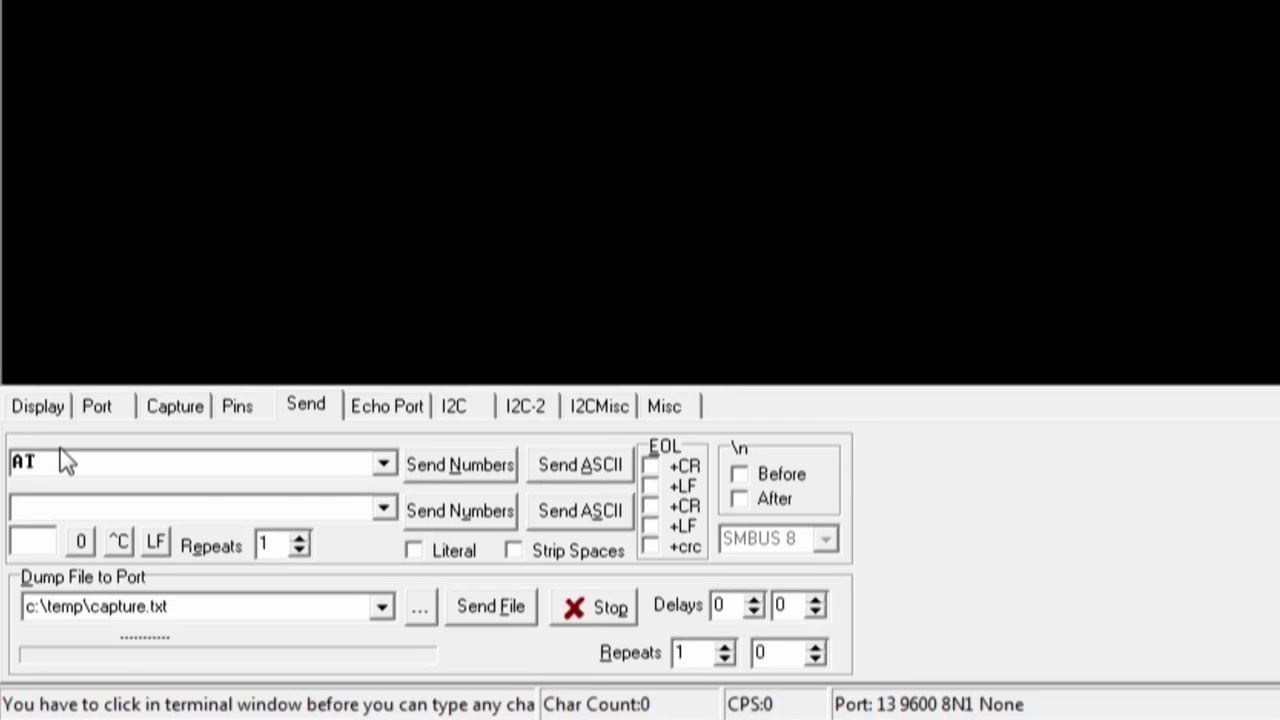 Display Port Capture Pins Send Echo Port I2C I2C-2 I2CMisc Misc
EOL \n
AT Send Numbers Send ASCII +CR Before
+LF
Send Numbers Send ASCII +CR After
+LF
0 ^C LF Repeats 1 Literal Strip Spaces +crc SMBUS 8
Dump File to Port
c:\temp\capture.txt ... Send File Stop Delays 0 0
Repeats 1 0
You have to click in terminal window before you can type any cha Char Count:0 CPS:0 Port: 13 9600 8N1 None